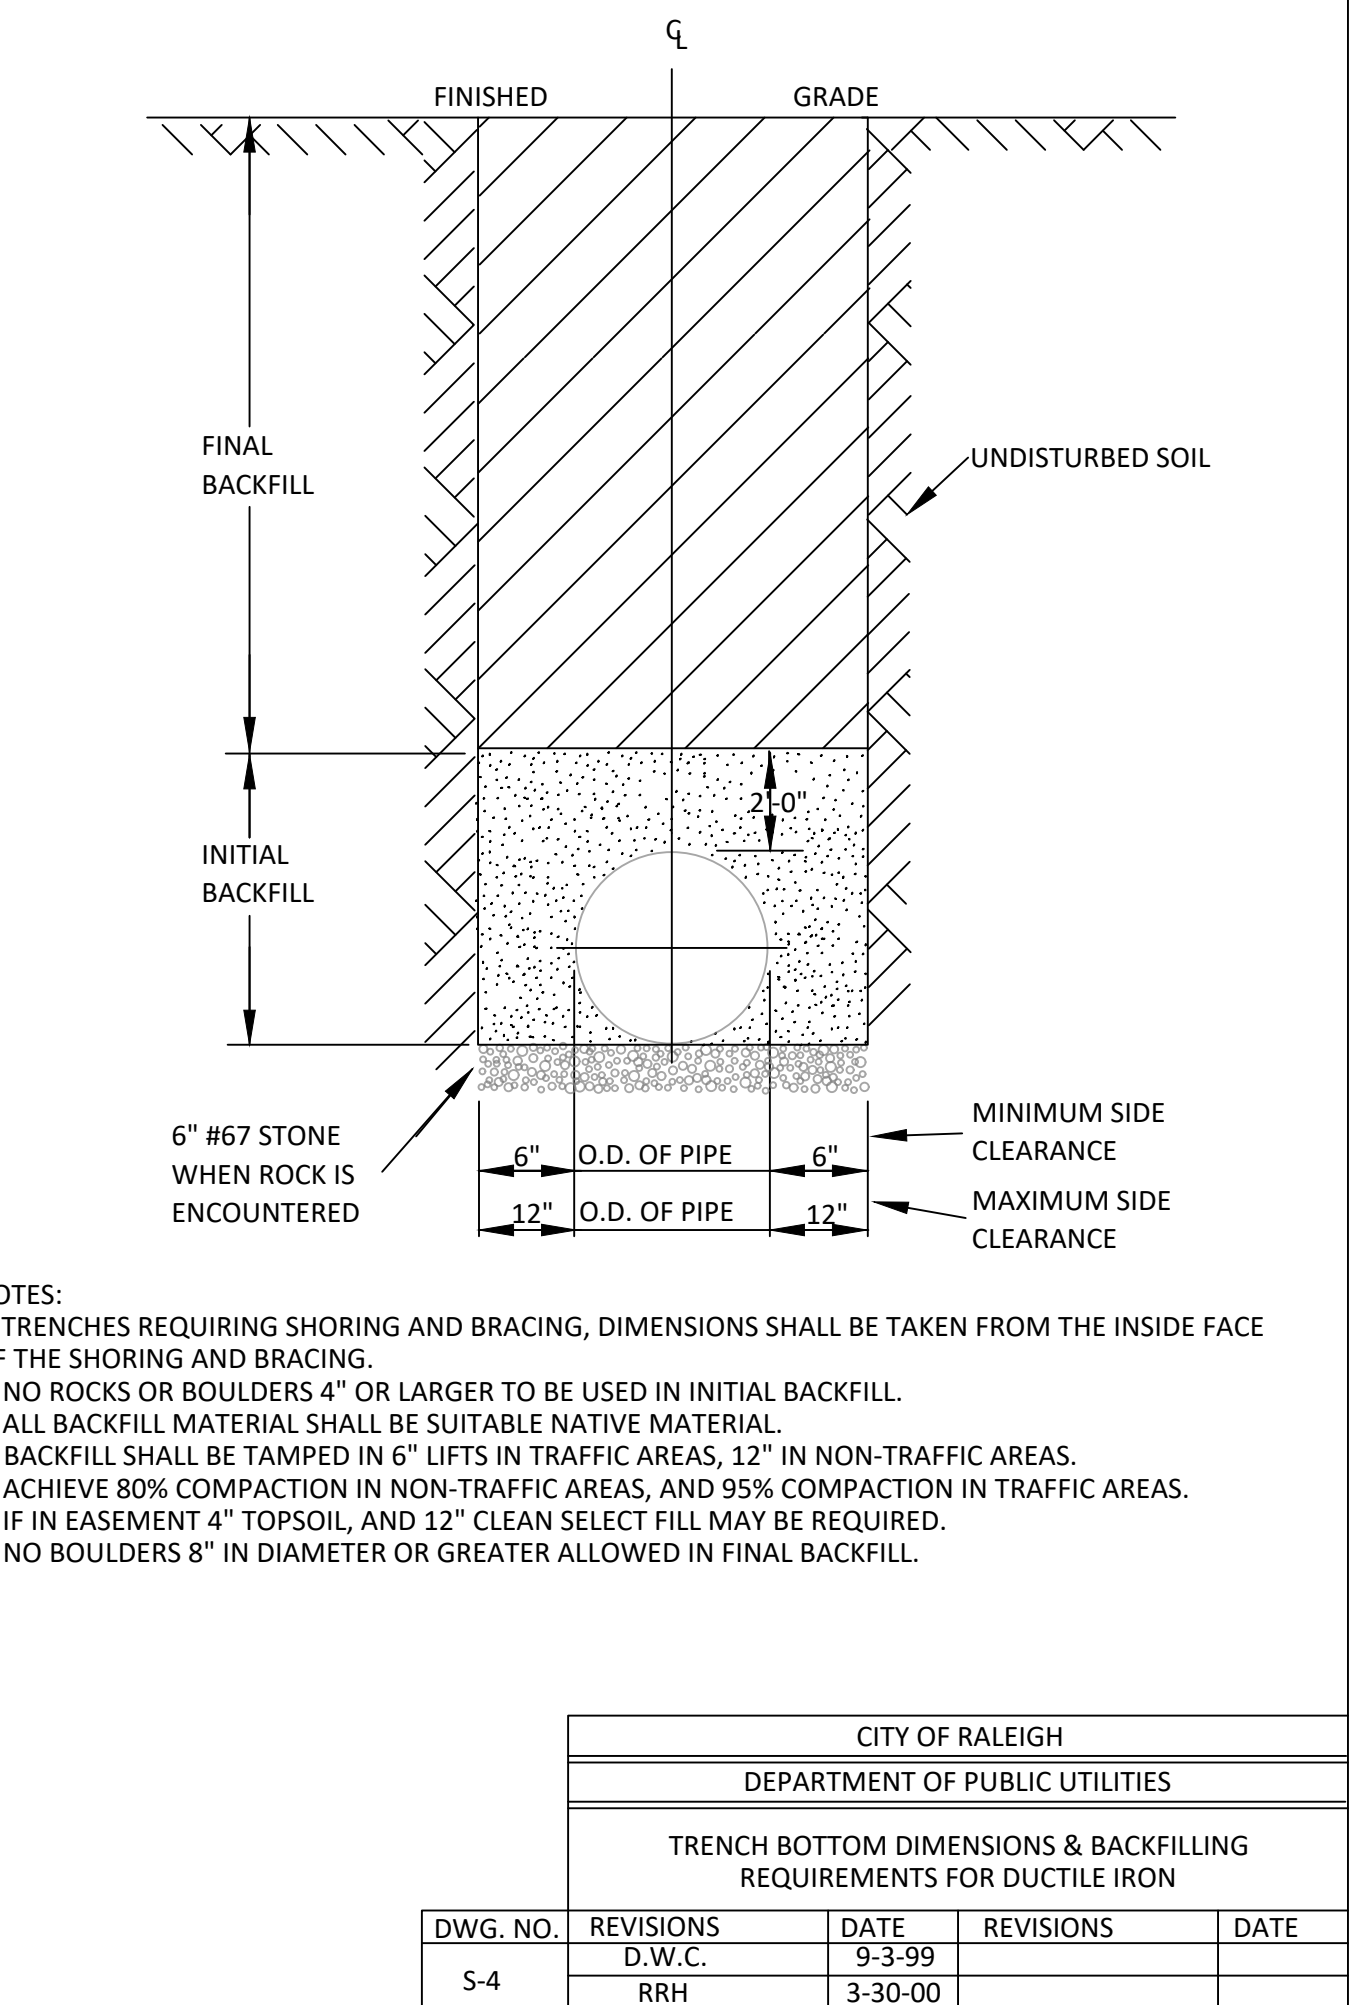 ℄
FINISHED GRADE
FINAL
BACKFILL
UNDISTURBED SOIL
2'-0"
INITIAL
BACKFILL
6" #67 STONE
WHEN ROCK IS
ENCOUNTERED
6" O.D. OF PIPE 6"
12" O.D. OF PIPE 12"
MINIMUM SIDE
CLEARANCE
MAXIMUM SIDE
CLEARANCE
OTES:
TRENCHES REQUIRING SHORING AND BRACING, DIMENSIONS SHALL BE TAKEN FROM THE INSIDE FACE
F THE SHORING AND BRACING.
NO ROCKS OR BOULDERS 4" OR LARGER TO BE USED IN INITIAL BACKFILL.
ALL BACKFILL MATERIAL SHALL BE SUITABLE NATIVE MATERIAL.
BACKFILL SHALL BE TAMPED IN 6" LIFTS IN TRAFFIC AREAS, 12" IN NON-TRAFFIC AREAS.
ACHIEVE 80% COMPACTION IN NON-TRAFFIC AREAS, AND 95% COMPACTION IN TRAFFIC AREAS.
IF IN EASEMENT 4" TOPSOIL, AND 12" CLEAN SELECT FILL MAY BE REQUIRED.
NO BOULDERS 8" IN DIAMETER OR GREATER ALLOWED IN FINAL BACKFILL.
CITY OF RALEIGH
DEPARTMENT OF PUBLIC UTILITIES
TRENCH BOTTOM DIMENSIONS & BACKFILLING
REQUIREMENTS FOR DUCTILE IRON
DWG. NO. REVISIONS DATE REVISIONS DATE
S-4
D.W.C. 9-3-99
RRH 3-30-00